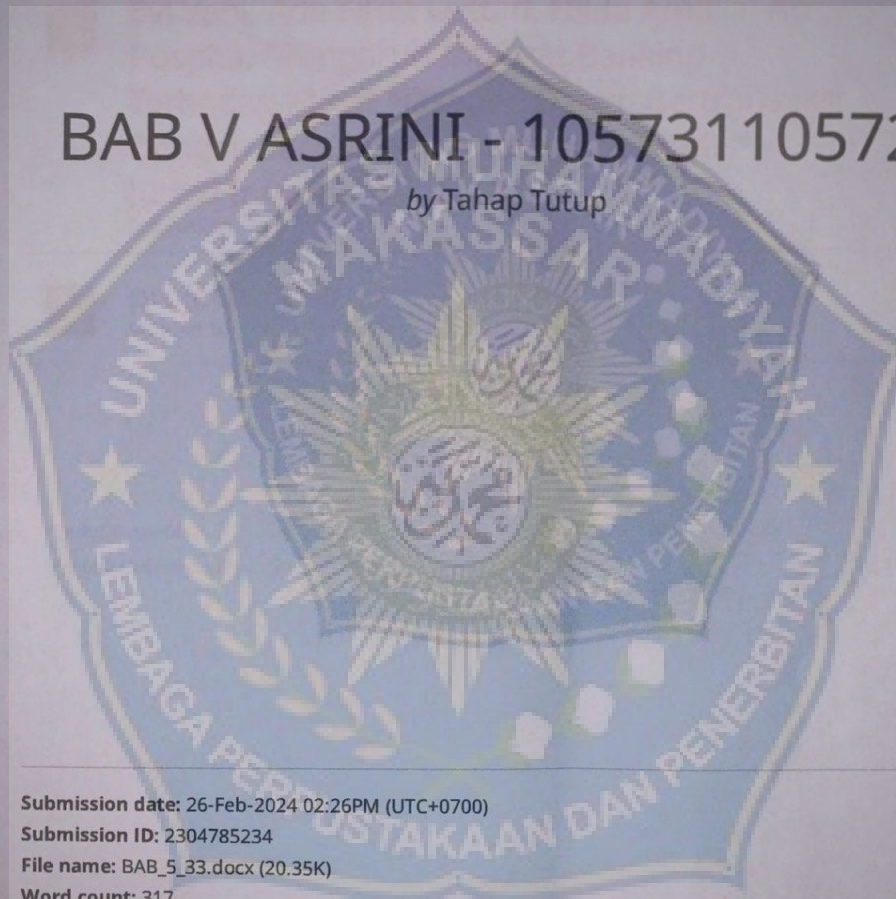 BAB V ASRINI - 10573110572
by Tahap Tutup
UNIVERSITAS MUHAMMADIYAH
MAKASSAR
LEMBAGA PERPUSTAKAAN DAN PENERBITAN
Submission date: 26-Feb-2024 02:26PM (UTC+0700)
Submission ID: 2304785234
File name: BAB_5_33.docx (20.35K)
Word count: 317